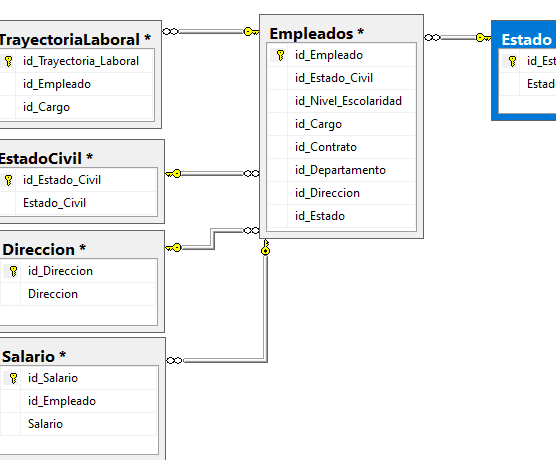 TrayectoriaLaboral *
id_Trayectoria_Laboral
id_Empleado
id_Cargo
EstadoCivil *
id_Estado_Civil
Estado_Civil
Direccion *
id_Direccion
Direccion
Salario *
id_Salario
id_Empleado
Salario
Empleados *
id_Empleado
id_Estado_Civil
id_Nivel_Escolaridad
id_Cargo
id_Contrato
id_Departamento
id_Direccion
id_Estado
Estado
id_Est
Estad